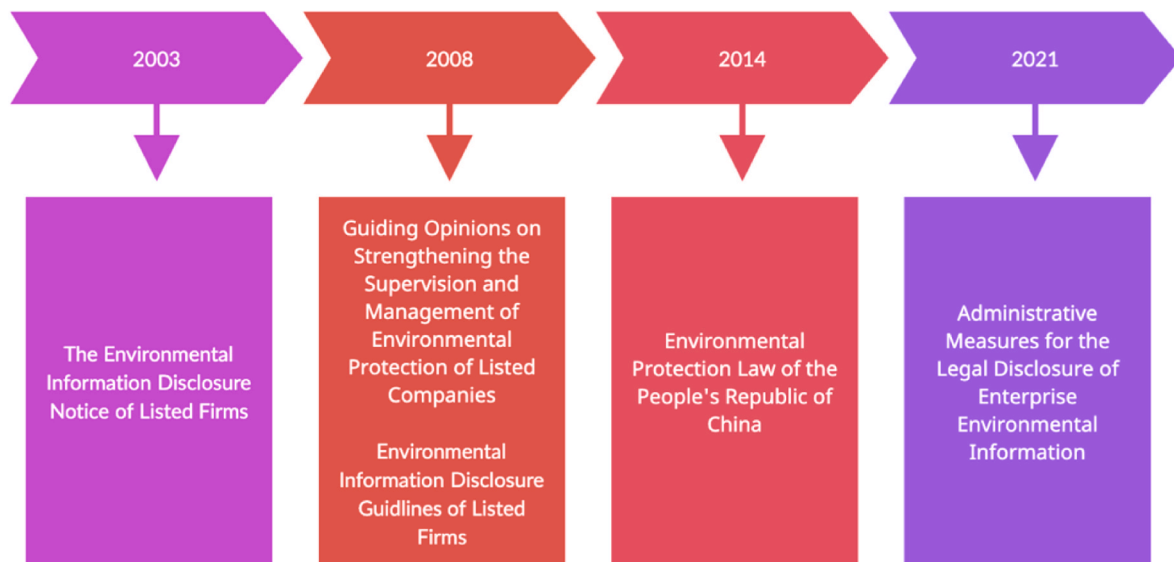 2003
2008
2014
2021
The Environmental
Information Disclosure
Notice of Listed Firms
Guiding Opinions on
Strengthening the
Supervision and
Management of
Environmental
Protection of Listed
Companies
Environmental
Information Disclosure
Guidlines of Listed
Firms
Environmental
Protection Law of the
People's Republic of
China
Administrative
Measures for the
Legal Disclosure of
Enterprise
Environmental
Information